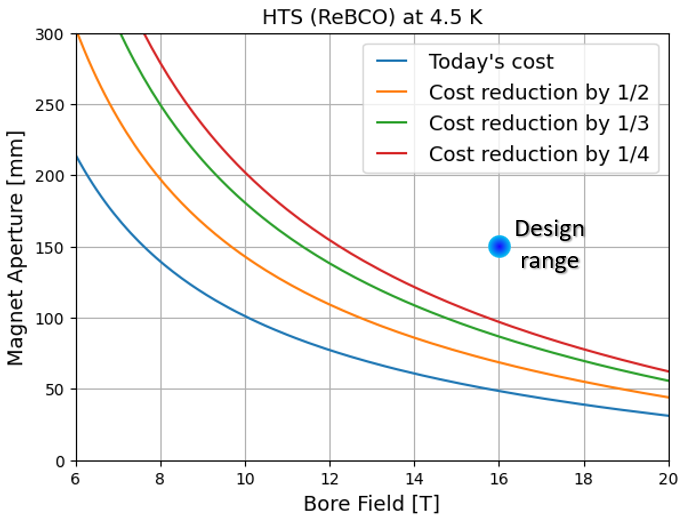 HTS (ReBCO) at 4.5 K
Today's cost
Cost reduction by 1/2
Cost reduction by 1/3
Cost reduction by 1/4
Design
range
Magnet Aperture [mm]
300
250
200
150
100
50
0
6
8
10
12
14
16
18
20
Bore Field [T]